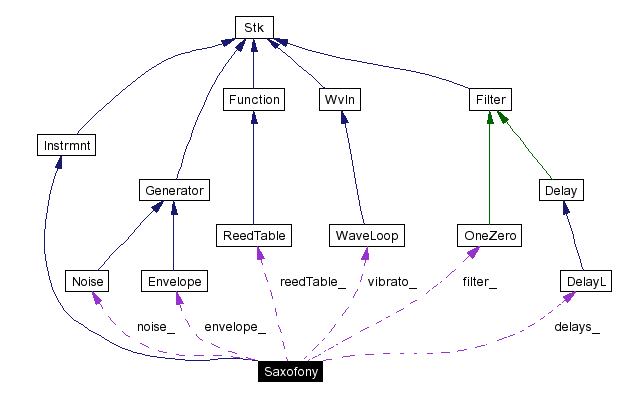 Stk
Function
WvIn
Filter
Instrmnt
Generator
Delay
ReedTable
WaveLoop
OneZero
Noise
Envelope
reedTable_
vibrato_
filter_
DelayL
noise_
envelope_
delays_
Saxofony